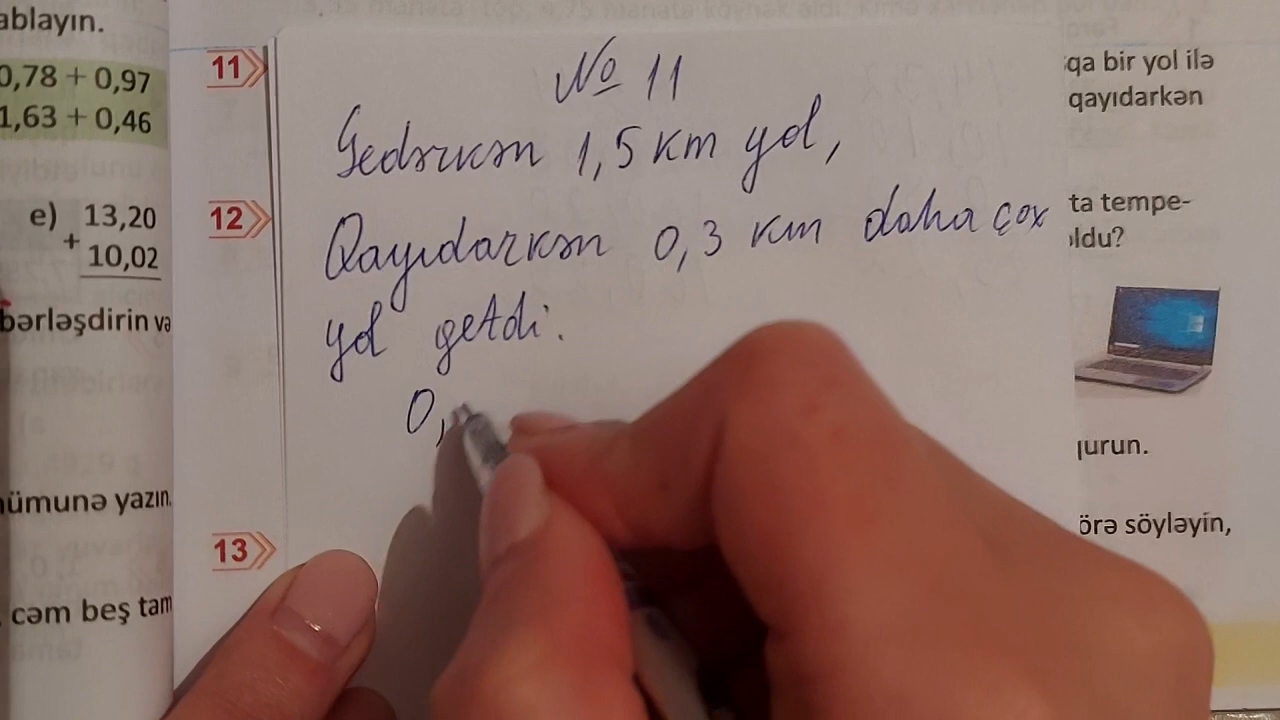 ablayın.
0,78 + 0,97
1,63 + 0,46
e) 13,20
+
10,02
bərləşdirin və
nümunə yazın.
cəm beş tam
11
12
13
№ 11
Gedərkən 1,5 km yol,
Qayıdarkən 0,3 km daha çox
yol getdi.
0,
qa bir yol ilə
qayıdarkən
ta tempe-
ldu?
qurun.
örə söyləyin,